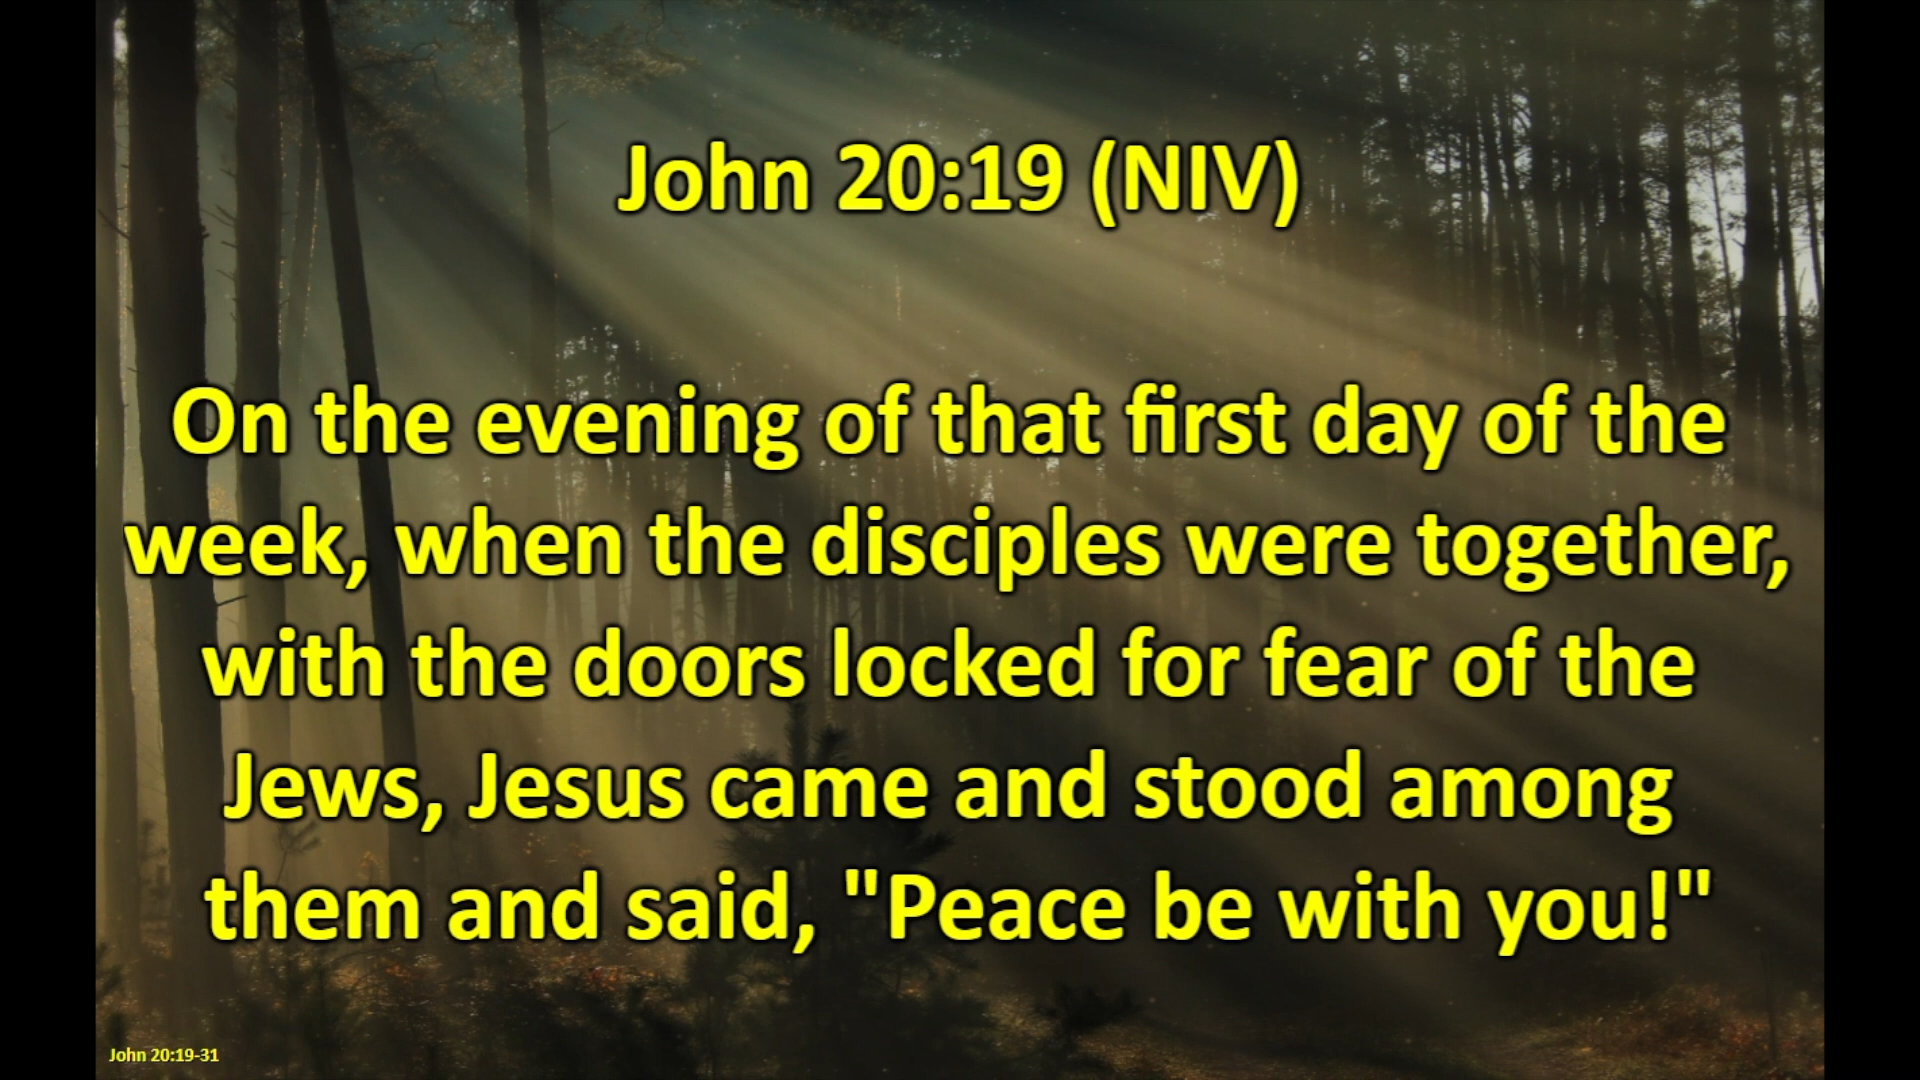 John 20:19 (NIV)
On the evening of that first day of the
week, when the disciples were together,
with the doors locked for fear of the
Jews, Jesus came and stood among
them and said, "Peace be with you!"
John 20:19-31